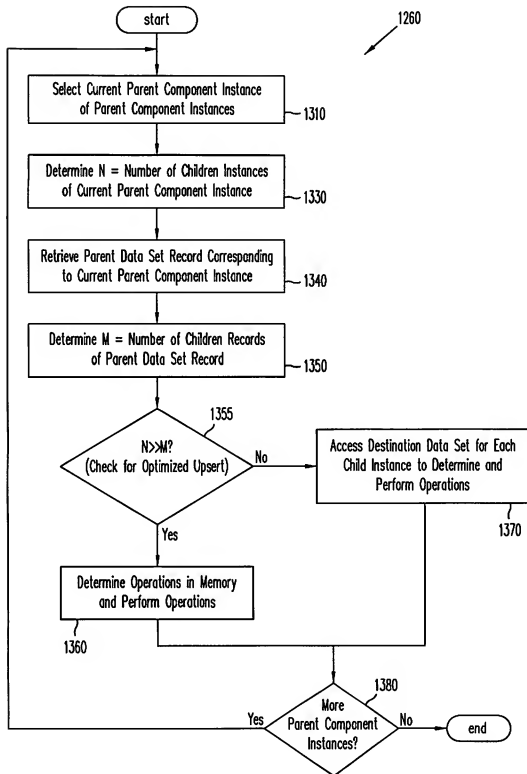 start
1260
Select Current Parent Component Instance
of Parent Component Instances
1310
Determine N = Number of Children Instances
of Current Parent Component Instance
1330
Retrieve Parent Data Set Record Corresponding
to Current Parent Component Instance
1340
Determine M = Number of Children Records
of Parent Data Set Record
1350
1355
N>>M?
(Check for Optimized Upsert)
No
Yes
Access Destination Data Set for Each
Child Instance to Determine and
Perform Operations
1370
Determine Operations in Memory
and Perform Operations
1360
1380
More
Parent Component
Instances?
Yes
No
end